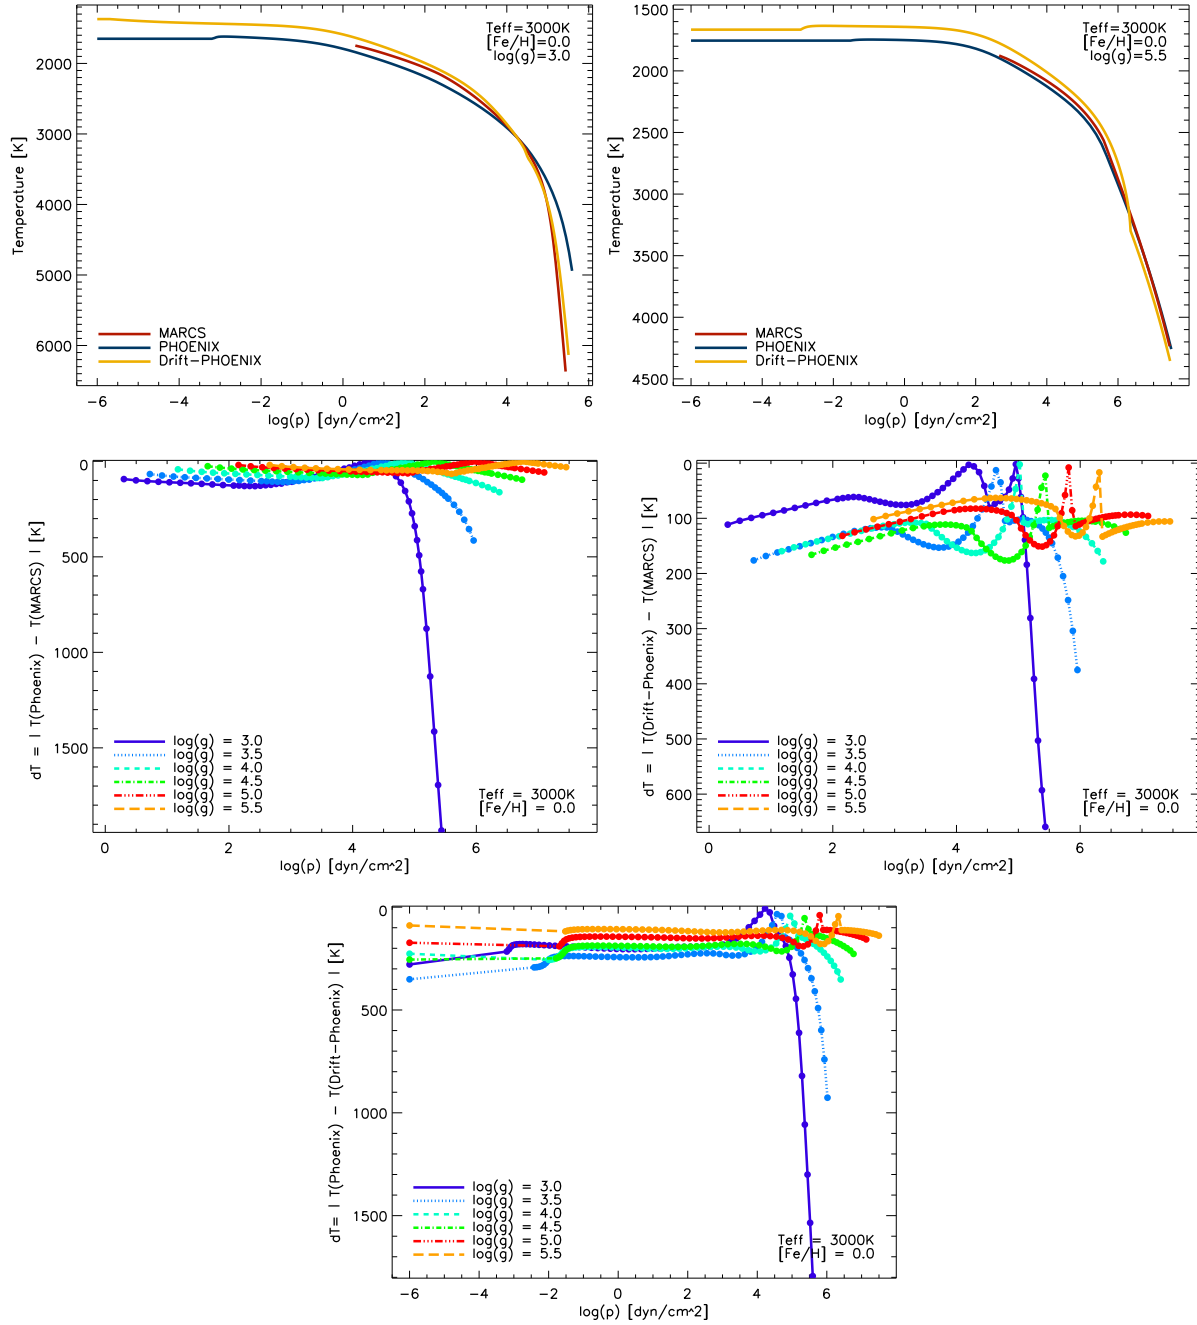 Teff=3000K
[Fe/H]=0.0
log(g)=3.0
2000
3000
4000
5000
6000
Temperature [K]
MARCS
PHOENIX
Drift-PHOENIX
-6 -4 -2 0 2 4 6
log(p) [dyn/cm^2]
Teff=3000K
[Fe/H]=0.0
log(g)=5.5
1500
2000
2500
3000
3500
4000
4500
Temperature [K]
MARCS
PHOENIX
Drift-PHOENIX
-6 -4 -2 0 2 4 6 8
log(p) [dyn/cm^2]
0
500
1000
1500
dT = | T(Phoenix) - T(MARCS) | [K]
log(g) = 3.0
log(g) = 3.5
log(g) = 4.0
log(g) = 4.5
log(g) = 5.0
log(g) = 5.5
Teff = 3000K
[Fe/H] = 0.0
0 2 4 6
log(p) [dyn/cm^2]
0
100
200
300
400
500
600
dT = | T(Drift-Phoenix) - T(MARCS) | [K]
log(g) = 3.0
log(g) = 3.5
log(g) = 4.0
log(g) = 4.5
log(g) = 5.0
log(g) = 5.5
Teff = 3000K
[Fe/H] = 0.0
0 2 4 6
log(p) [dyn/cm^2]
0
500
1000
1500
dT= | T(Phoenix) - T(Drift-Phoenix) | [K]
log(g) = 3.0
log(g) = 3.5
log(g) = 4.0
log(g) = 4.5
log(g) = 5.0
log(g) = 5.5
Teff = 3000K
[Fe/H] = 0.0
-6 -4 -2 0 2 4 6
log(p) [dyn/cm^2]